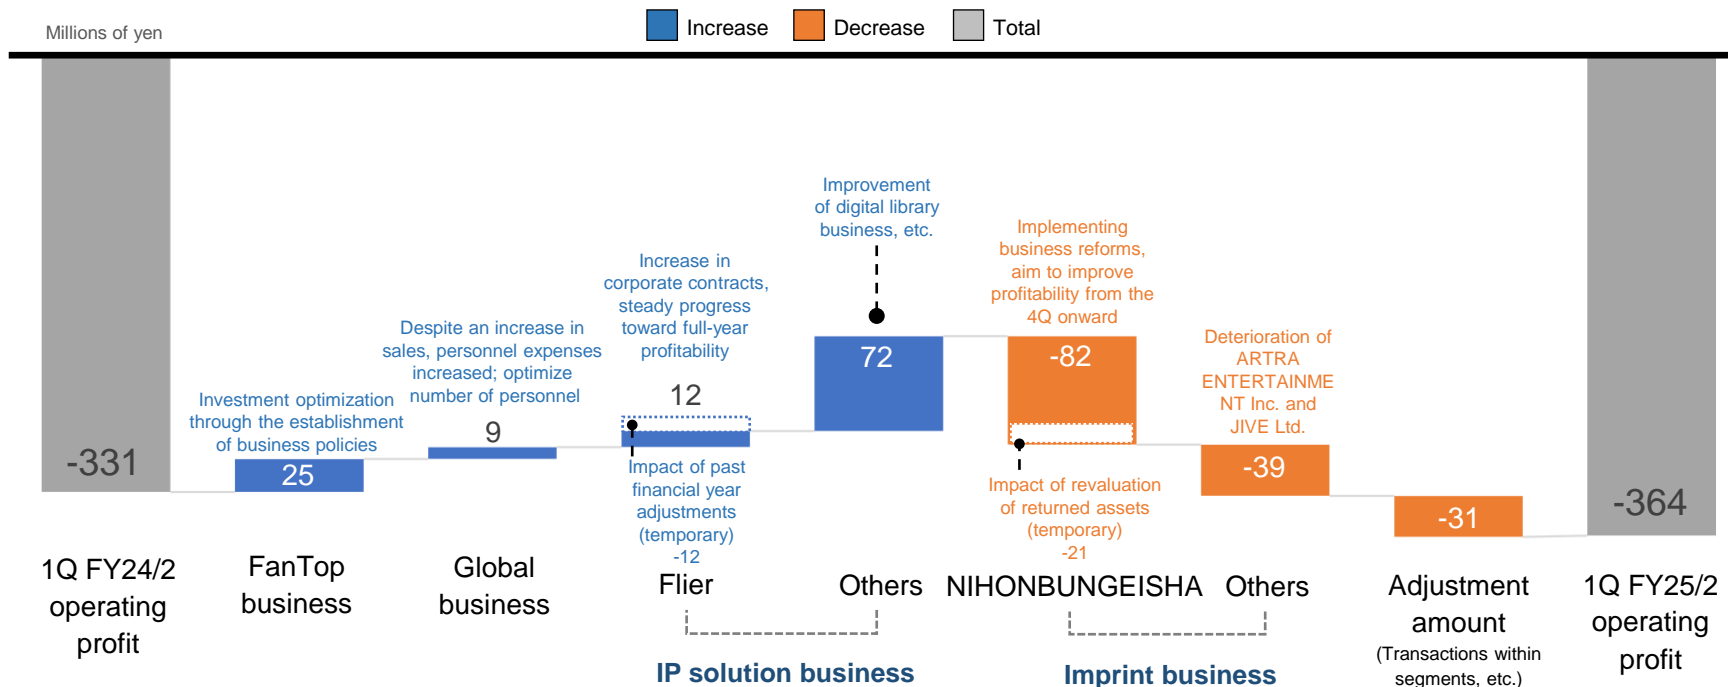 Millions of yen
Increase
Decrease
Total
-331
1Q FY24/2
operating
profit
Investment optimization
through the establishment
of business policies
25
FanTop
business
Despite an increase in
sales, personnel expenses
increased; optimize
number of personnel
9
Global
business
Increase in
corporate contracts,
steady progress
toward full-year
profitability
12
Impact of past
financial year
adjustments
(temporary)
-12
Flier
Improvement
of digital library
business, etc.
72
Others
IP solution business
Implementing
business reforms,
aim to improve
profitability from the
4Q onward
-82
Impact of revaluation
of returned assets
(temporary)
-21
NIHONBUNGEISHA
Deterioration of
ARTRA
ENTERTAINME
NT Inc. and
JIVE Ltd.
-39
Others
Imprint business
-31
Adjustment
amount
(Transactions within
segments, etc.)
-364
1Q FY25/2
operating
profit